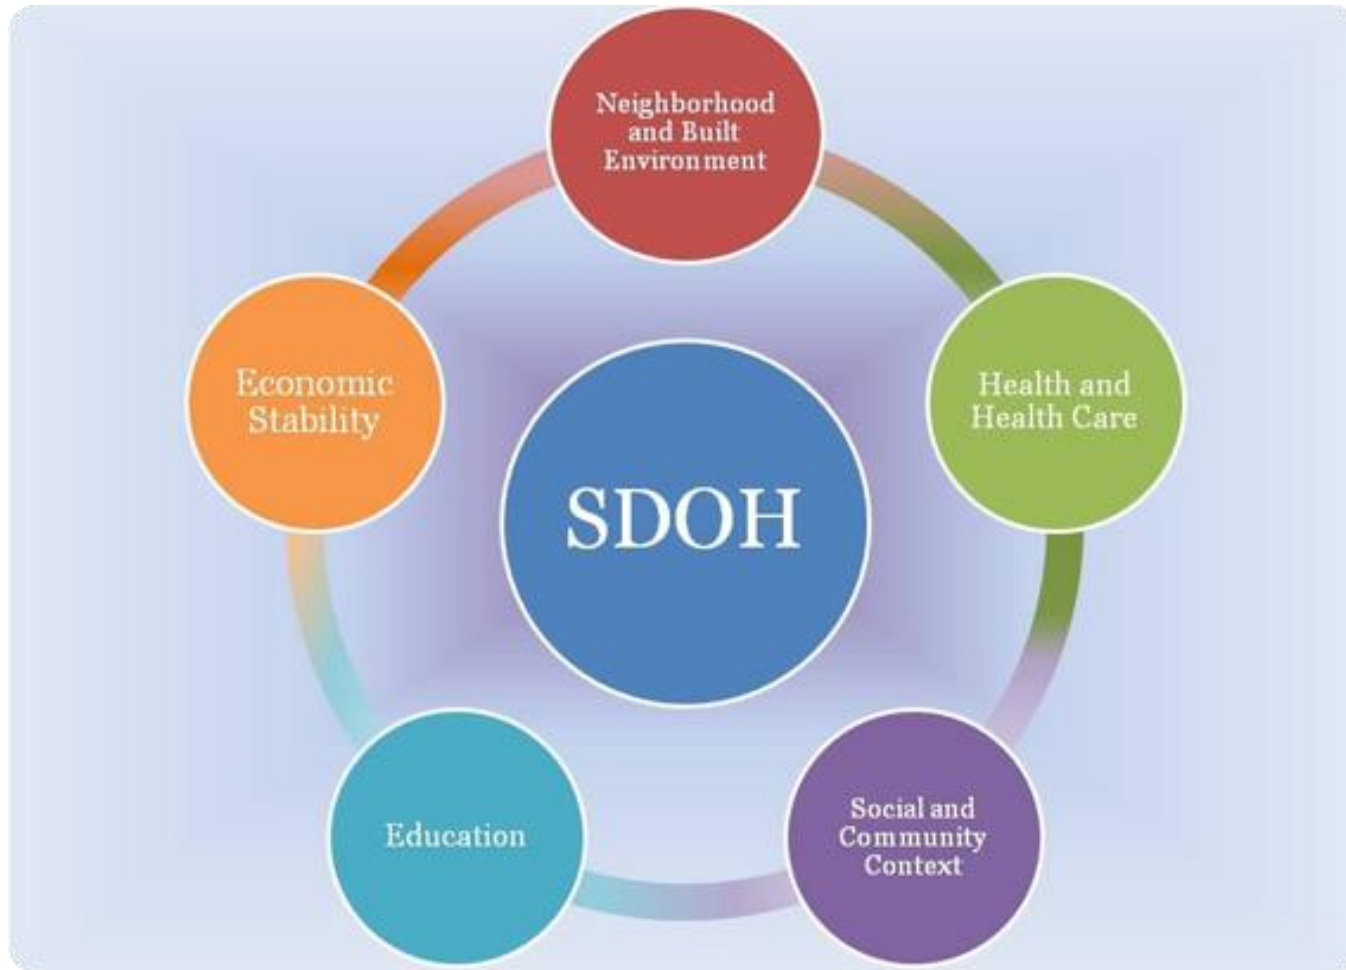 Neighborhood
and Built
Environment
Economic
Stability
Health and
Health Care
SDOH
Education
Social and
Community
Context